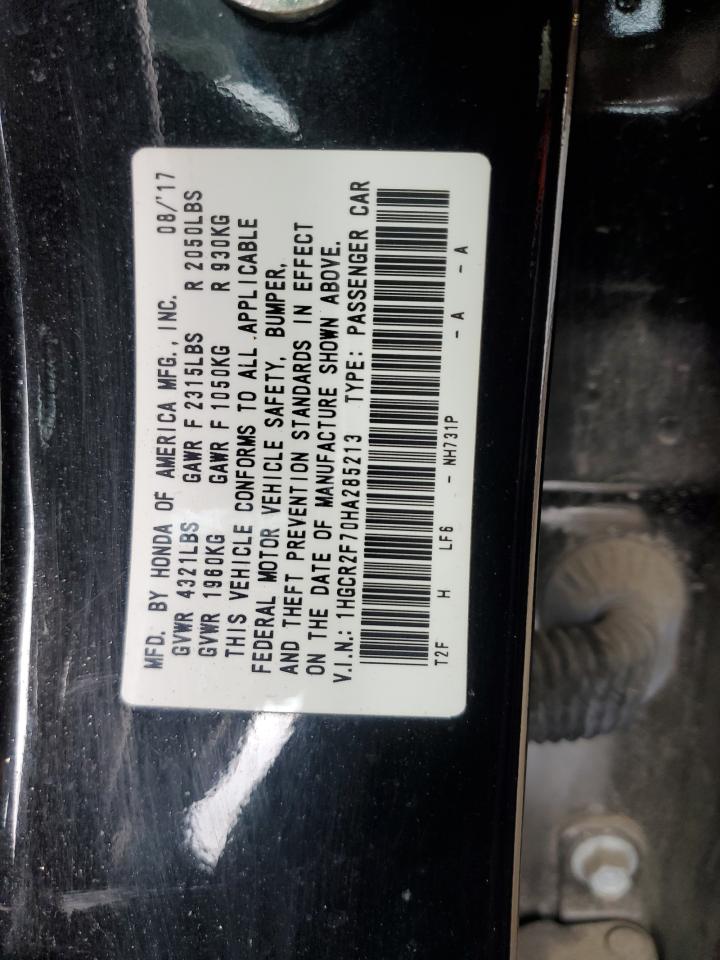 MFD. BY HONDA OF AMERICA MFG., INC. 08/'17
GVWR 4321LBS GAWR F 2315LBS R 2050LBS
GVWR 1960KG GAWR F 1050KG R 930KG
THIS VEHICLE CONFORMS TO ALL APPLICABLE
FEDERAL MOTOR VEHICLE SAFETY, BUMPER,
AND THEFT PREVENTION STANDARDS IN EFFECT
ON THE DATE OF MANUFACTURE SHOWN ABOVE.
V.I.N.: 1HGCR2F70HA285213 TYPE: PASSENGER CAR
T2F H LF6 - NH731P - A - A